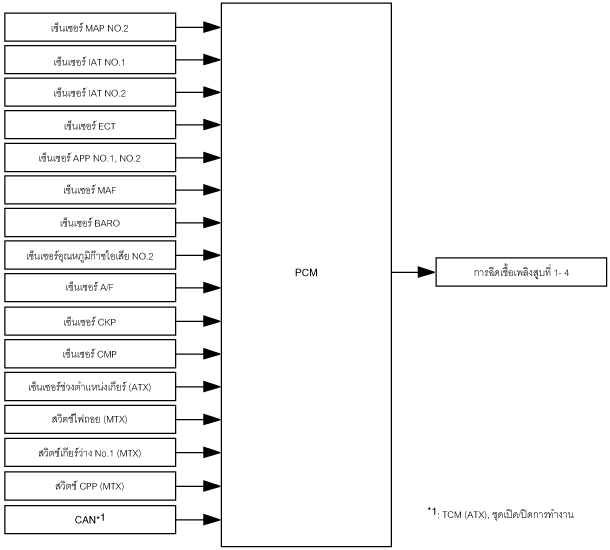 เซ็นเซอร์ MAP NO.2
เซ็นเซอร์ IAT NO.1
เซ็นเซอร์ IAT NO.2
เซ็นเซอร์ ECT
เซ็นเซอร์ APP NO.1, NO.2
เซ็นเซอร์ MAF
เซ็นเซอร์ BARO
เซ็นเซอร์อุณหภูมิก๊าซไอเสีย NO.2
เซ็นเซอร์ A/F
เซ็นเซอร์ CKP
เซ็นเซอร์ CMP
เซ็นเซอร์ช่วงตำแหน่งเกียร์ (ATX)
สวิตช์ไฟถอย (MTX)
สวิตช์เกียร์ว่าง No.1 (MTX)
สวิตช์ CPP (MTX)
CAN*1
PCM
การฉีดเชื้อเพลิงสูบที่ 1- 4
*1: TCM (ATX), ชุดเปิด/ปิดการทำงาน